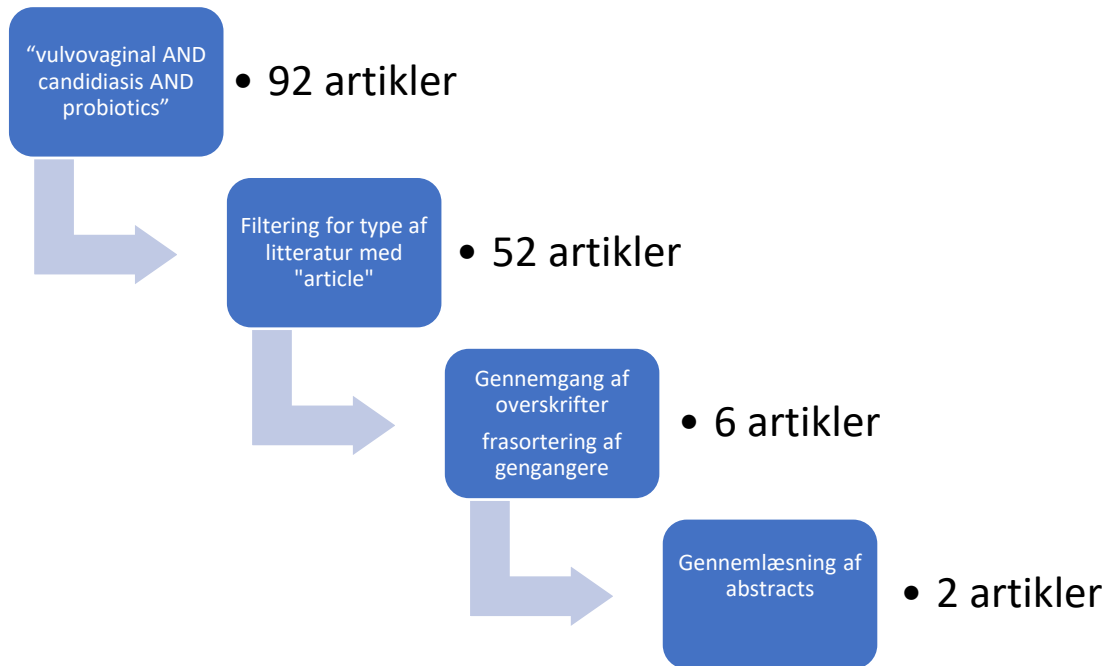 “vulvovaginal AND
candidiasis AND
probiotics”
• 92 artikler
Filtering for type af
litteratur med
"article"
• 52 artikler
Gennemgang af
overskrifter
frasortering af
gengangere
• 6 artikler
Gennemlæsning af
abstracts
• 2 artikler